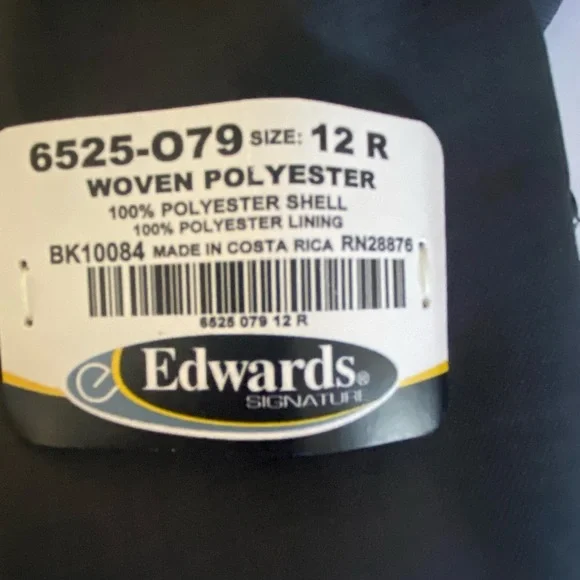 6525-O79 SIZE: 12 R
WOVEN POLYESTER
100% POLYESTER SHELL
100% POLYESTER LINING
BK10084 MADE IN COSTA RICA RN28876
6525 079 12 R
e Edwards®
SIGNATURE